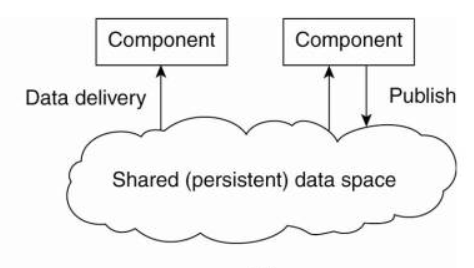 Component
Component
Data delivery
Publish
Shared (persistent) data space